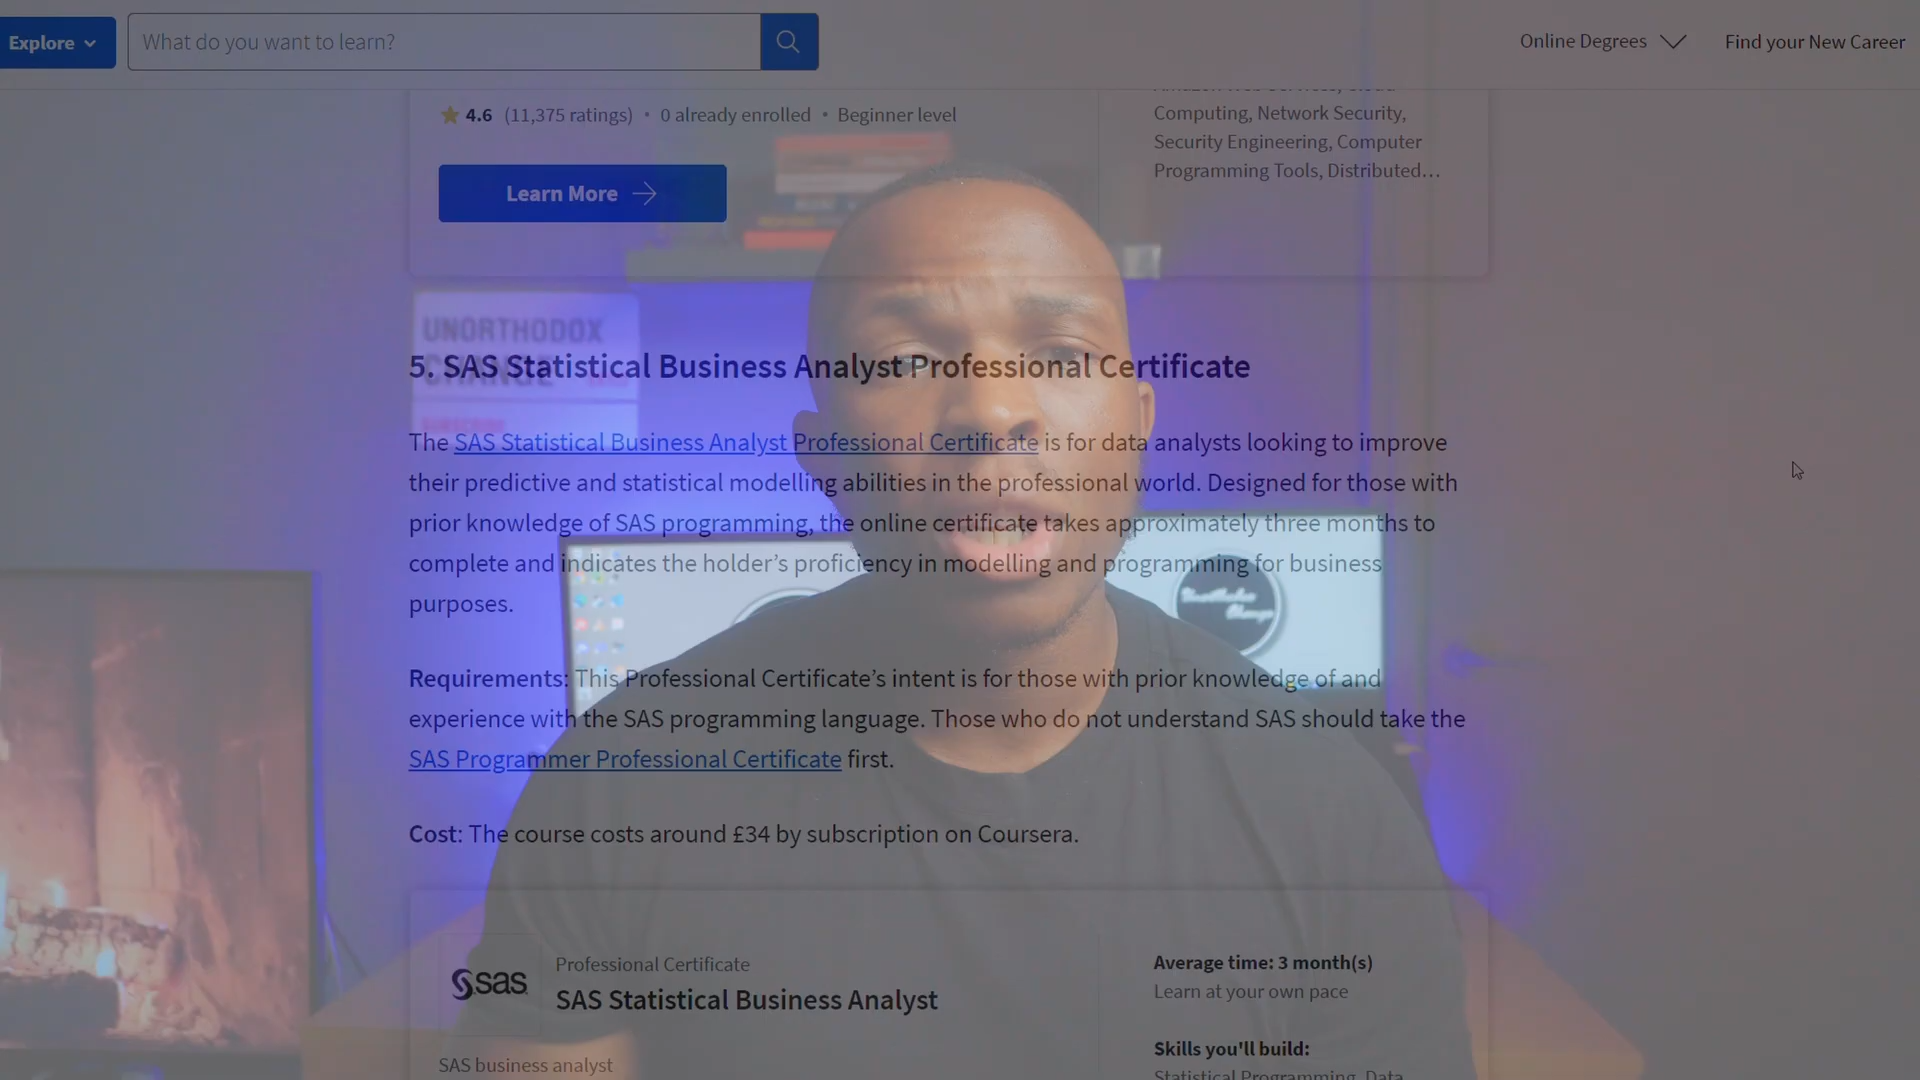 Explore
What do you want to learn?
Online Degrees
Find your New Career
4.6 (11,375 ratings) • 0 already enrolled • Beginner level
Computing, Network Security,
Security Engineering, Computer
Programming Tools, Distributed…
Learn More
UNORTHODOX
CHANGE
SUBSCRIBE
5. SAS Statistical Business Analyst Professional Certificate
The SAS Statistical Business Analyst Professional Certificate is for data analysts looking to improve
their predictive and statistical modelling abilities in the professional world. Designed for those with
prior knowledge of SAS programming, the online certificate takes approximately three months to
complete and indicates the holder’s proficiency in modelling and programming for business
purposes.
Unorthodox
Change
Requirements: This Professional Certificate’s intent is for those with prior knowledge of and
experience with the SAS programming language. Those who do not understand SAS should take the
SAS Programmer Professional Certificate first.
Cost: The course costs around £34 by subscription on Coursera.
sas
Professional Certificate
SAS Statistical Business Analyst
SAS business analyst
Average time: 3 month(s)
Learn at your own pace
Skills you'll build:
Statistical Programming, Data